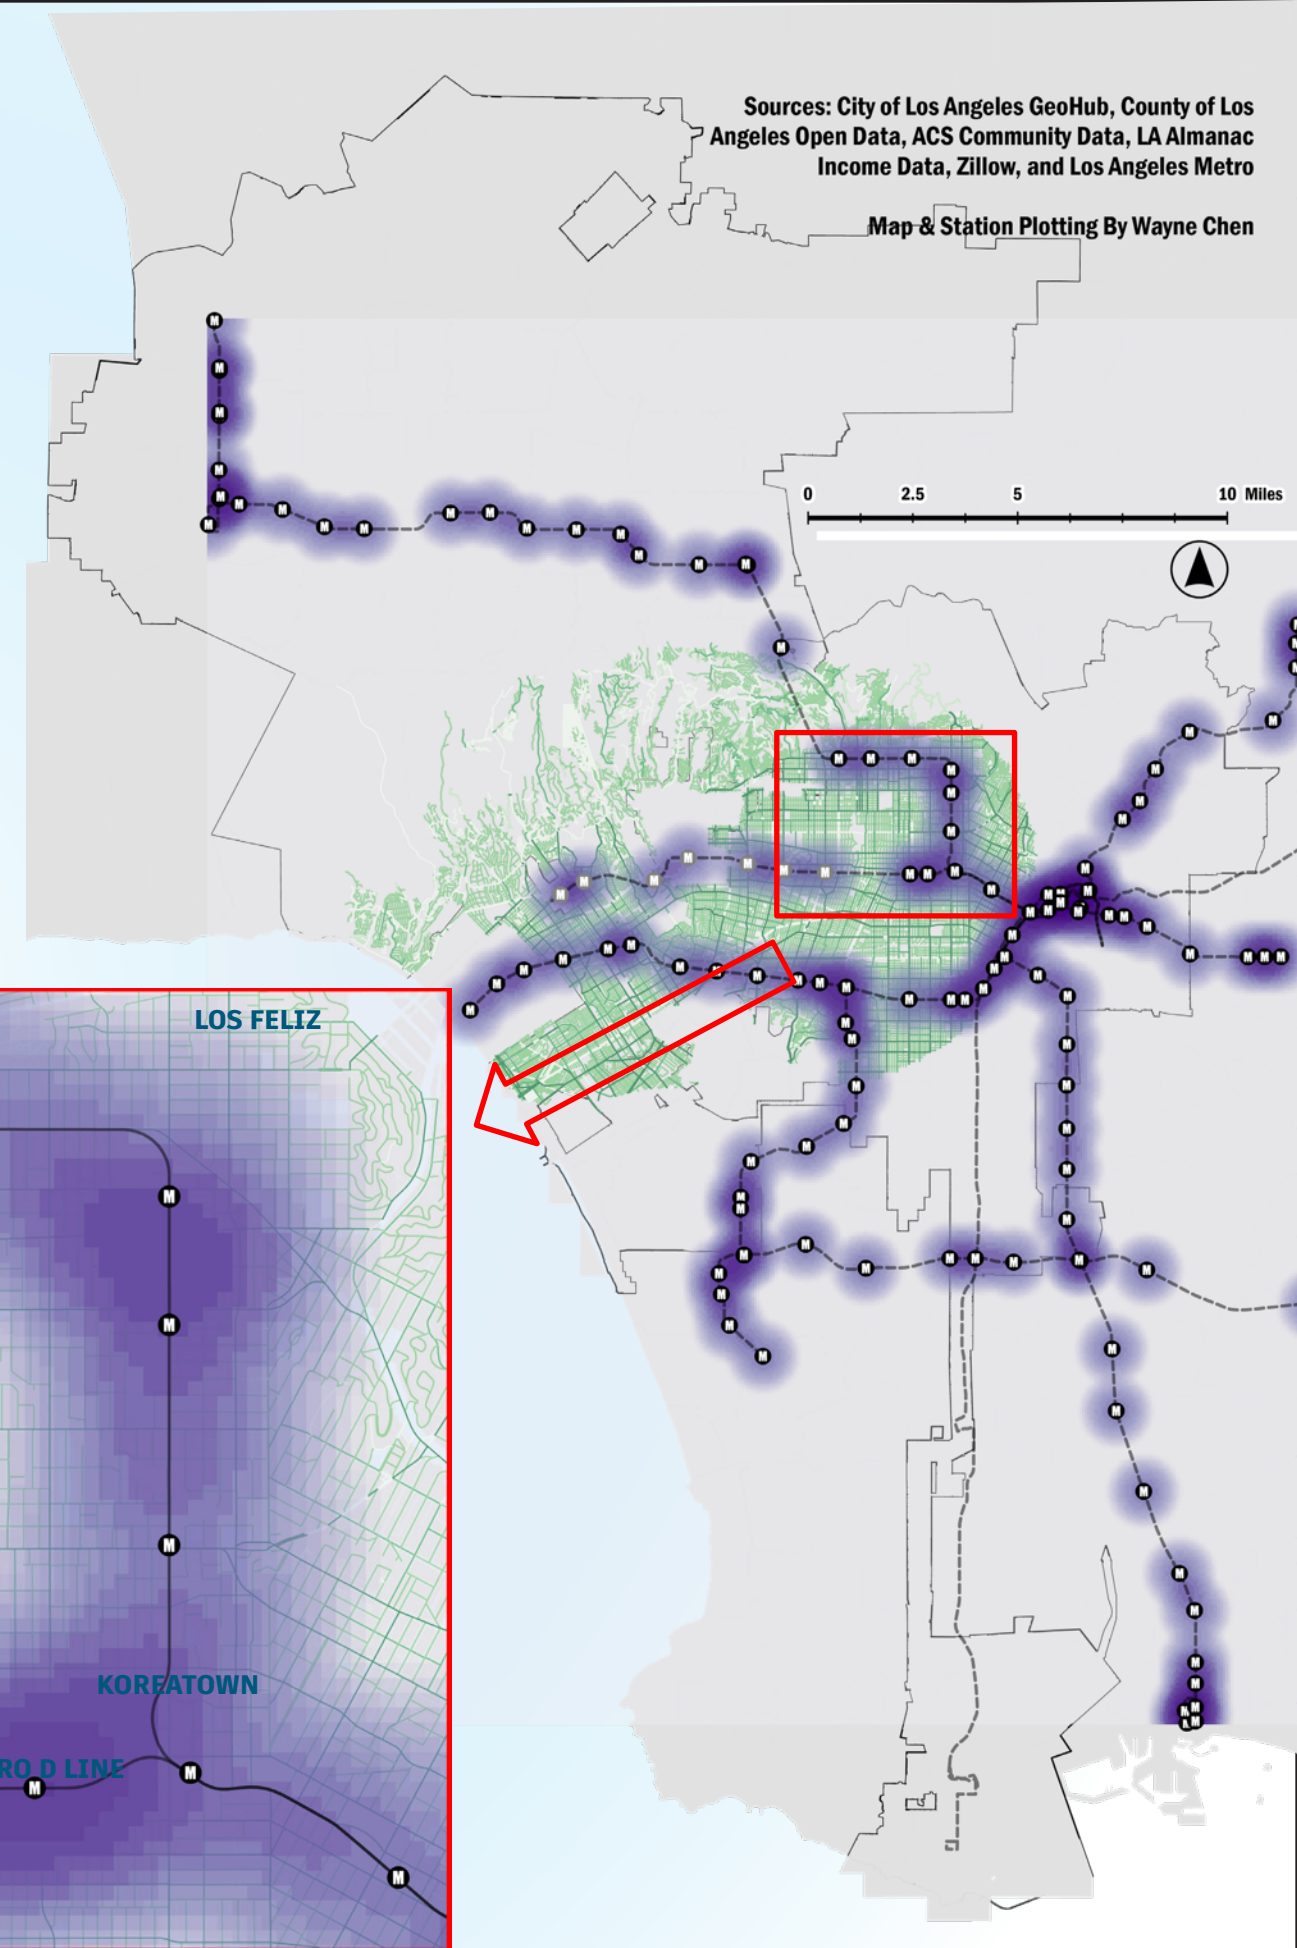 Sources: City of Los Angeles GeoHub, County of Los
Angeles Open Data, ACS Community Data, LA Almanac
Income Data, Zillow, and Los Angeles Metro
Map & Station Plotting By Wayne Chen
0 2.5 5 10 Miles
LOS FELIZ
KOREATOWN
RO D LINE